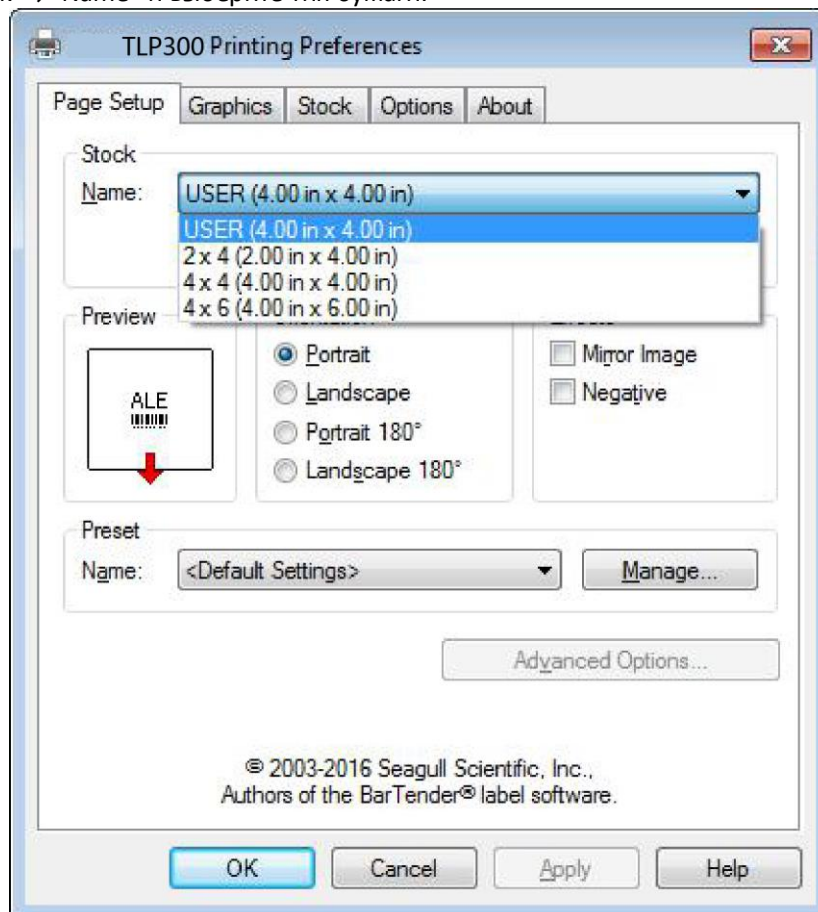 TLP300 Printing Preferences
Page Setup Graphics Stock Options About
Stock
Name: USER (4.00 in x 4.00 in)
USER (4.00 in x 4.00 in)
2 x 4 (2.00 in x 4.00 in)
4 x 4 (4.00 in x 4.00 in)
4 x 6 (4.00 in x 6.00 in)
Preview
ALE
Portrait
Landscape
Portrait 180°
Landscape 180°
Mirror Image
Negative
Preset
Name: <Default Settings> Manage...
Advanced Options...
© 2003-2016 Seagull Scientific, Inc.,
Authors of the BarTender® label software.
OK Cancel Apply Help